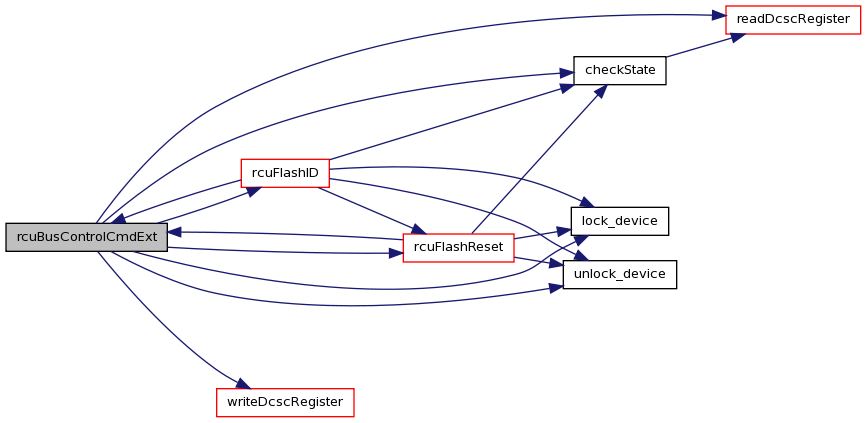 readDcscRegister
checkState
rcuFlashID
lock_device
rcuBusControlCmdExt
rcuFlashReset
unlock_device
writeDcscRegister